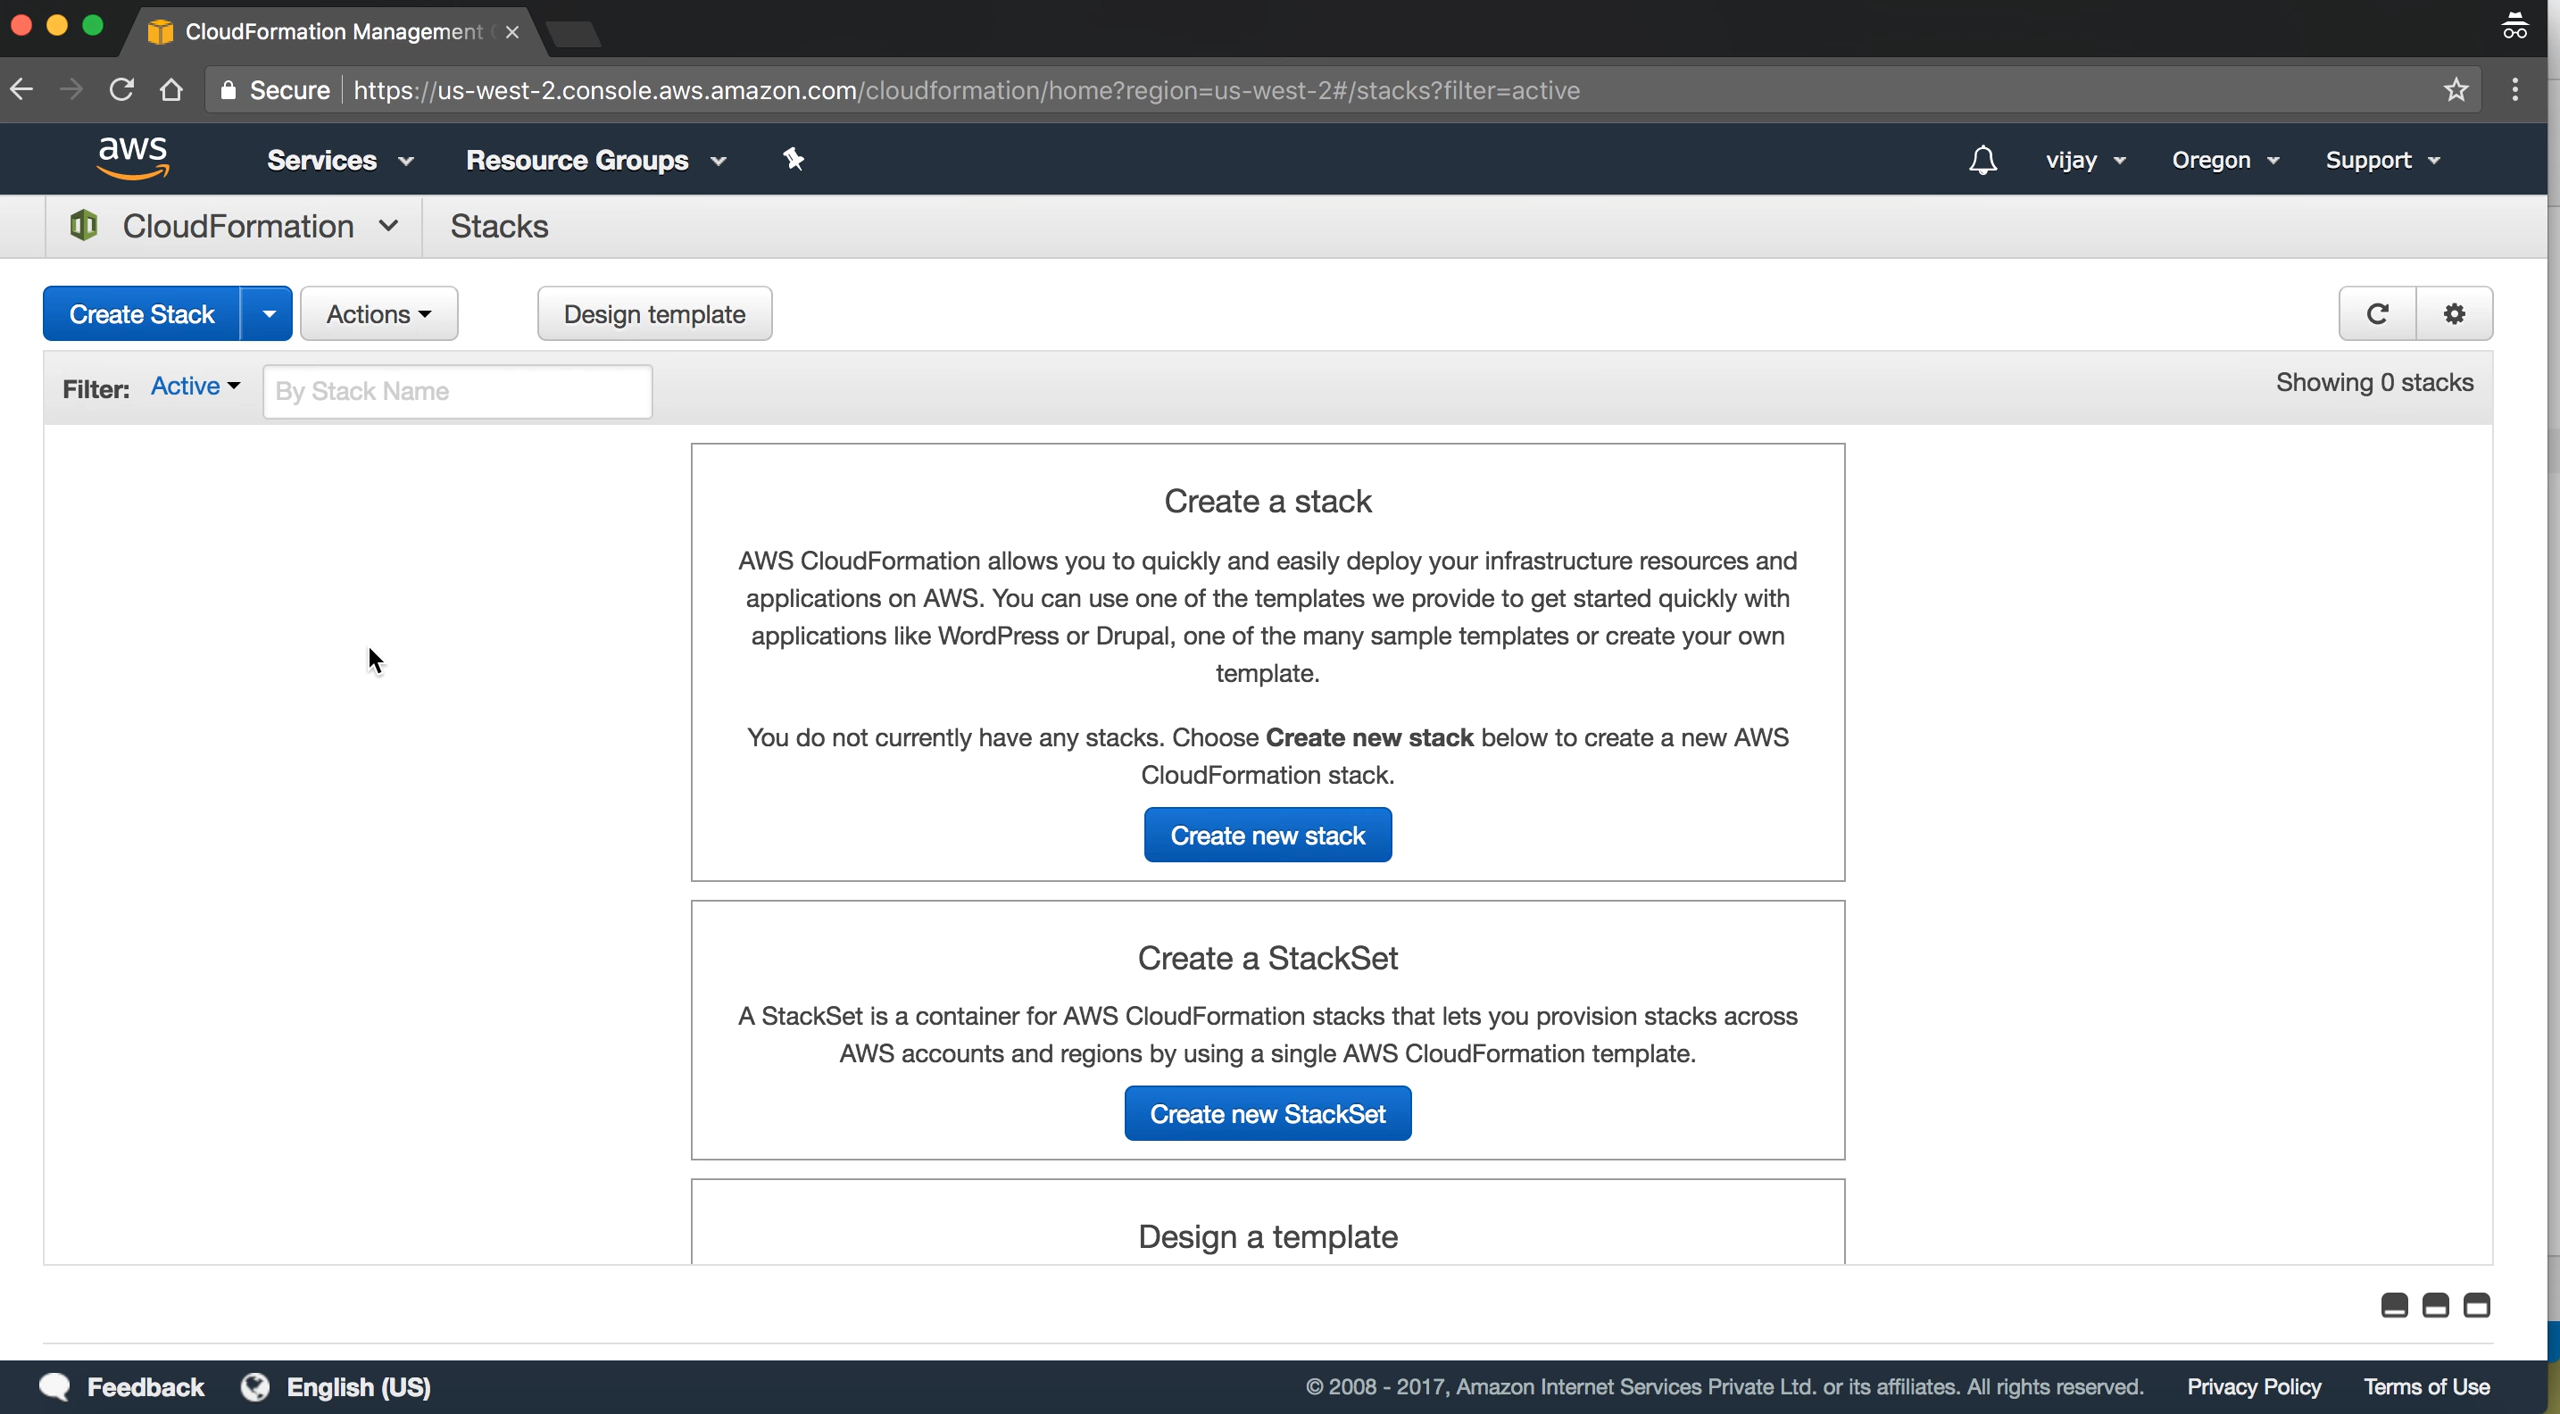 CloudFormation Management
Secure https://us-west-2.console.aws.amazon.com/cloudformation/home?region=us-west-2#/stacks?filter=active
aws Services Resource Groups vijay Oregon Support
CloudFormation Stacks
Create Stack Actions Design template
Filter: Active By Stack Name Showing 0 stacks
Create a stack
AWS CloudFormation allows you to quickly and easily deploy your infrastructure resources and
applications on AWS. You can use one of the templates we provide to get started quickly with
applications like WordPress or Drupal, one of the many sample templates or create your own
template.
You do not currently have any stacks. Choose Create new stack below to create a new AWS
CloudFormation stack.
Create new stack
Create a StackSet
A StackSet is a container for AWS CloudFormation stacks that lets you provision stacks across
AWS accounts and regions by using a single AWS CloudFormation template.
Create new StackSet
Design a template
Feedback English (US) © 2008 - 2017, Amazon Internet Services Private Ltd. or its affiliates. All rights reserved. Privacy Policy Terms of Use